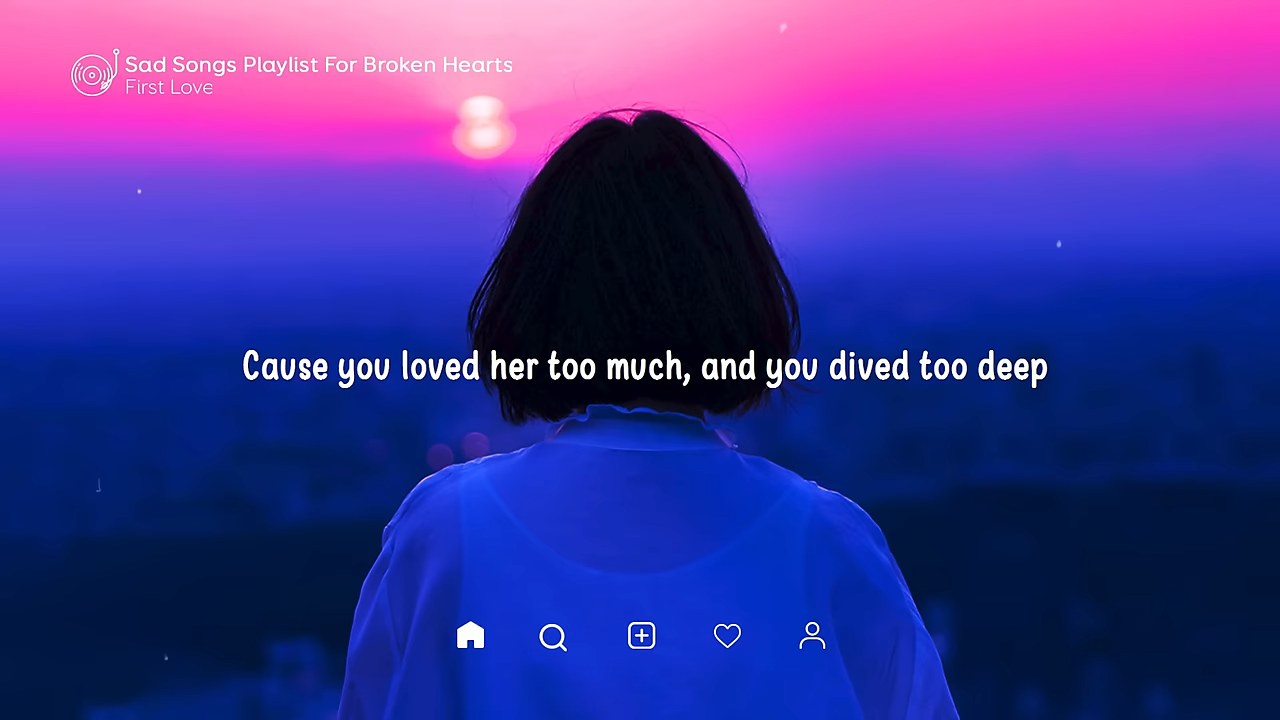 Sad Songs Playlist For Broken Hearts
First Love
Cause you loved her too much, and you dived too deep